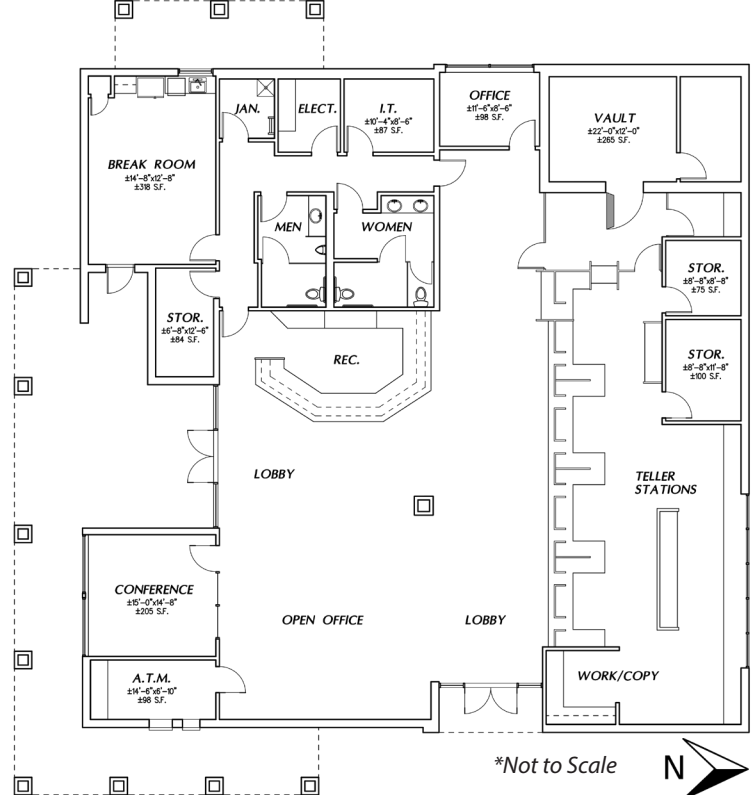 JAN.
ELECT.
I.T.
±10'-4"x8'-6"
±87 S.F.
OFFICE
±11'-6"x8'-6"
±98 S.F.
VAULT
±22'-0"x12'-0"
±265 S.F.
BREAK ROOM
±14'-8"x12'-8"
±318 S.F.
MEN
WOMEN
STOR.
±8'-8"x8'-8"
±75 S.F.
STOR.
±6'-8"x12'-6"
±84 S.F.
REC.
STOR.
±8'-8"x11'-8"
±100 S.F.
LOBBY
TELLER
STATIONS
CONFERENCE
±15'-0"x14'-8"
±205 S.F.
OPEN OFFICE
LOBBY
A.T.M.
±14'-6"x6'-10"
±98 S.F.
WORK/COPY
*Not to Scale
N